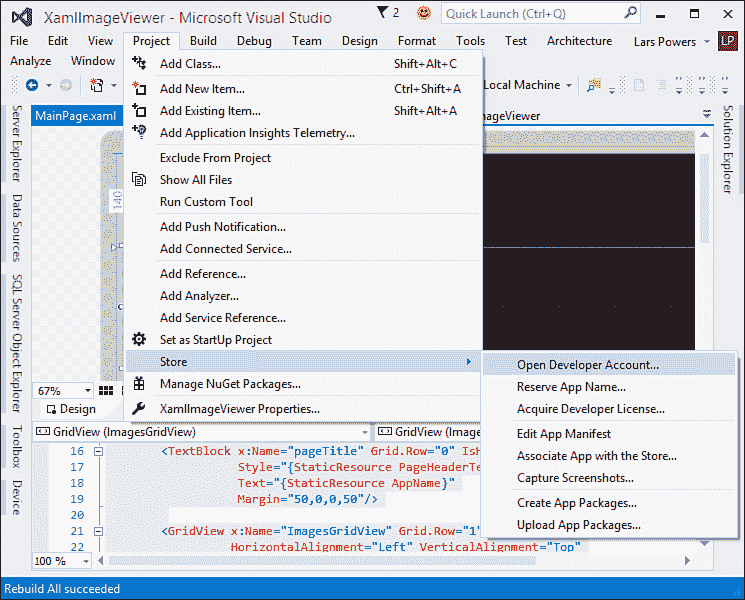 XamlImageViewer - Microsoft Visual Studio
2
Quick Launch (Ctrl+Q)
File Edit View Project Build Debug Team Design Format Tools Test Architecture Lars Powers LP
Analyze Window
Local Machine
MainPage.xaml
ageViewer
Add Class... Shift+Alt+C
Add New Item... Ctrl+Shift+A
Add Existing Item... Shift+Alt+A
Add Application Insights Telemetry...
Exclude From Project
Show All Files
Run Custom Tool
Add Push Notification...
Add Connected Service...
Add Reference...
Add Analyzer...
Add Service Reference...
Set as StartUp Project
Store
Manage NuGet Packages...
XamlImageViewer Properties...
Open Developer Account...
Reserve App Name...
Acquire Developer License...
Edit App Manifest
Associate App with the Store...
Capture Screenshots...
Create App Packages...
Upload App Packages...
Server Explorer
Data Sources
SQL Server Object Explorer
Toolbox
Device
Solution Explorer
140
67%
Design
GridView (ImagesGridView) GridView (Image
16 <TextBlock x:Name="pageTitle" Grid.Row="0" IsH
17 Style="{StaticResource PageHeaderTe
18 Text="{StaticResource AppName}"
19 Margin="50,0,0,50"/>
20
21 <GridView x:Name="ImagesGridView" Grid.Row="1"
22 HorizontalAlignment="Left" VerticalAlignment="Top"
100 %
Rebuild All succeeded